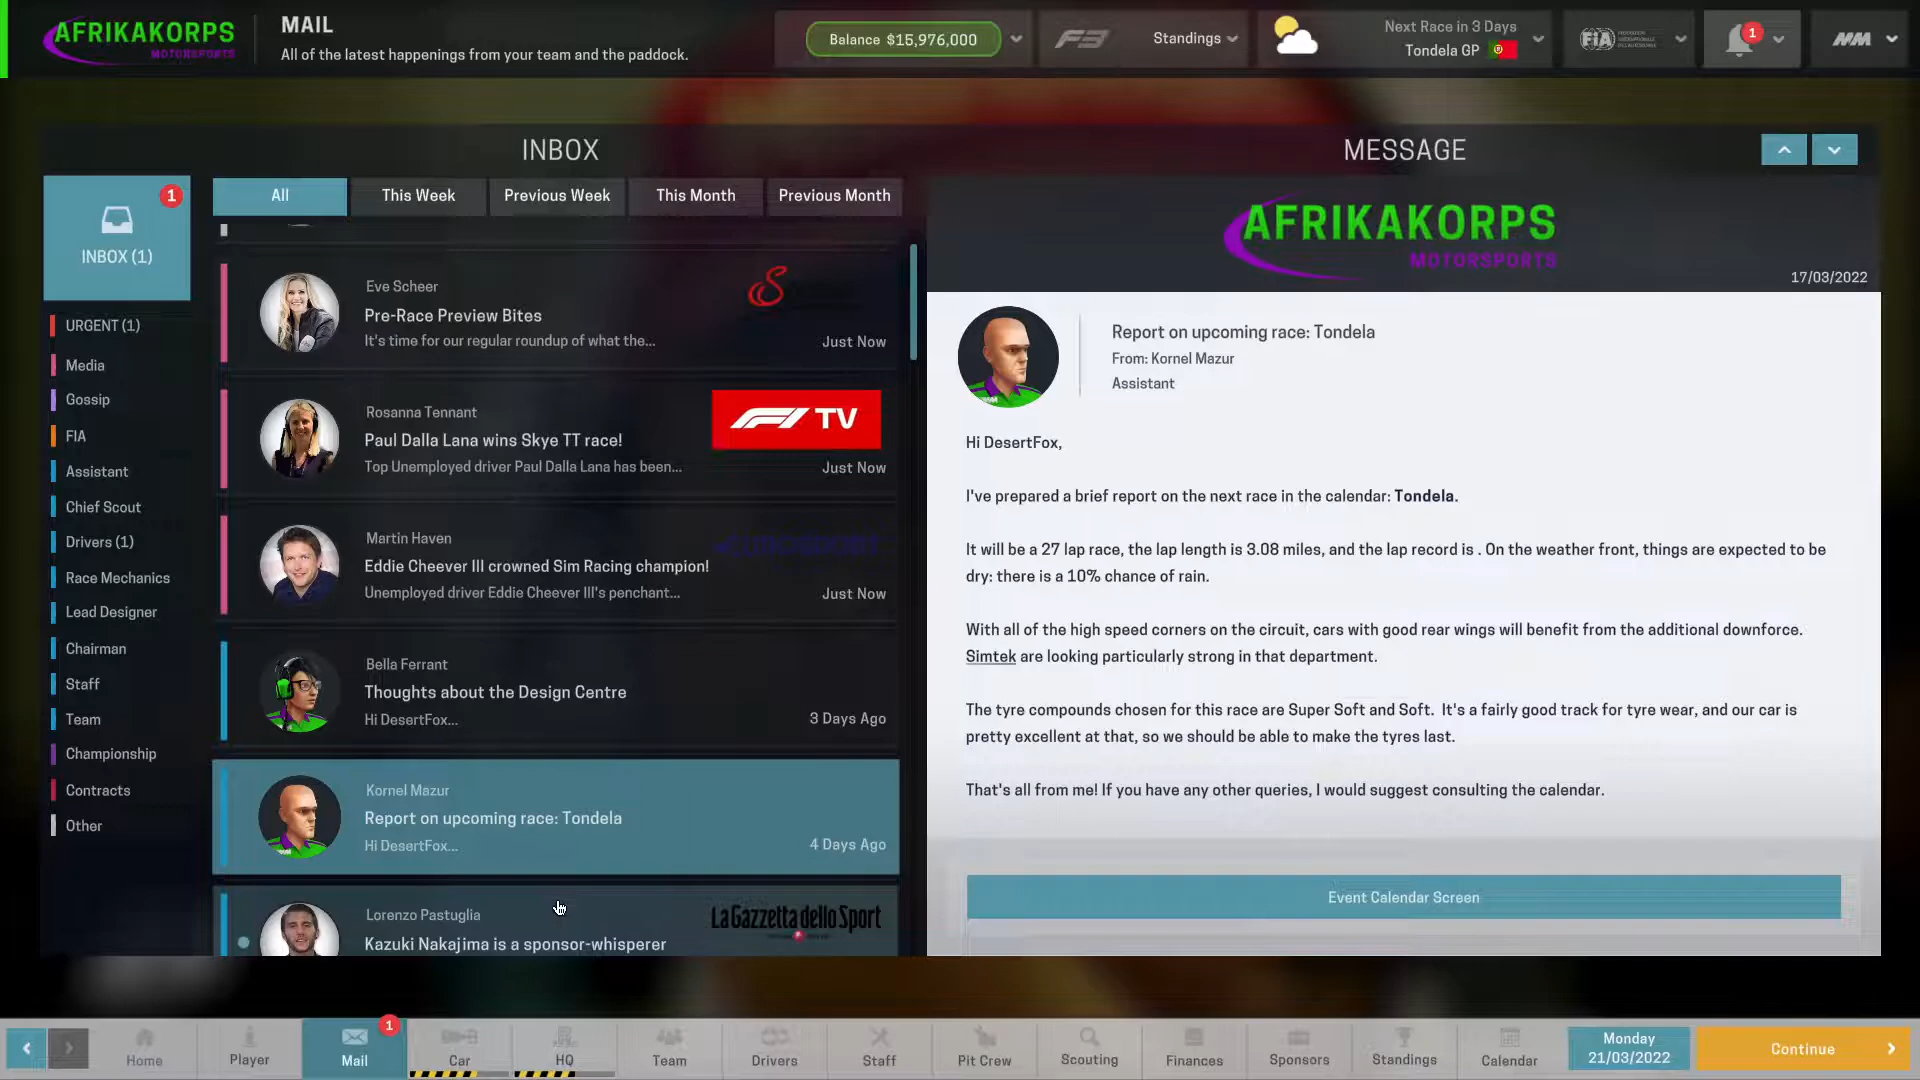 AFRIKAKORPS
MOTORSPORTS
MAIL
All of the latest happenings from your team and the paddock.
Balance $15,976,000
F3
Standings
Next Race in 3 Days
Tondela GP
FIA
1
MM
INBOX
MESSAGE
1
INBOX (1)
URGENT (1)
Media
Gossip
FIA
Assistant
Chief Scout
Drivers (1)
Race Mechanics
Lead Designer
Chairman
Staff
Team
Championship
Contracts
Other
All
This Week
Previous Week
This Month
Previous Month
Eve Scheer
Pre-Race Preview Bites
It's time for our regular roundup of what the...
Just Now
Rosanna Tennant
Paul Dalla Lana wins Skye TT race!
Top Unemployed driver Paul Dalla Lana has been...
F1 TV
Just Now
Martin Haven
Eddie Cheever III crowned Sim Racing champion!
Unemployed driver Eddie Cheever III's penchant...
EUROSPORT
Just Now
Bella Ferrant
Thoughts about the Design Centre
Hi DesertFox...
3 Days Ago
Kornel Mazur
Report on upcoming race: Tondela
Hi DesertFox...
4 Days Ago
Lorenzo Pastuglia
Kazuki Nakajima is a sponsor-whisperer
La Gazzetta dello Sport
AFRIKAKORPS
MOTORSPORTS
17/03/2022
Report on upcoming race: Tondela
From: Kornel Mazur
Assistant
Hi DesertFox,
I've prepared a brief report on the next race in the calendar: Tondela.
It will be a 27 lap race, the lap length is 3.08 miles, and the lap record is . On the weather front, things are expected to be
dry: there is a 10% chance of rain.
With all of the high speed corners on the circuit, cars with good rear wings will benefit from the additional downforce.
Simtek are looking particularly strong in that department.
The tyre compounds chosen for this race are Super Soft and Soft. It's a fairly good track for tyre wear, and our car is
pretty excellent at that, so we should be able to make the tyres last.
That's all from me! If you have any other queries, I would suggest consulting the calendar.
Event Calendar Screen
Home
Player
1
Mail
Car
HQ
Team
Drivers
Staff
Pit Crew
Scouting
Finances
Sponsors
Standings
Calendar
Monday
21/03/2022
Continue